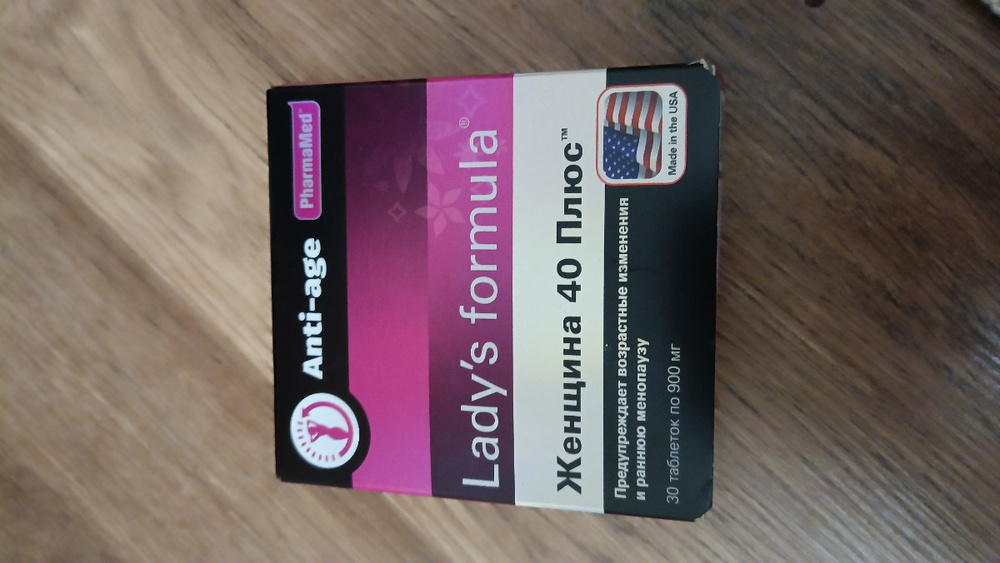 Anti-age
PharmaMed®
Lady's formula®
Женщина 40 Плюс™
Предупреждает возрастные изменения
и раннюю менопаузу
30 таблеток по 900 мг
Made in the USA